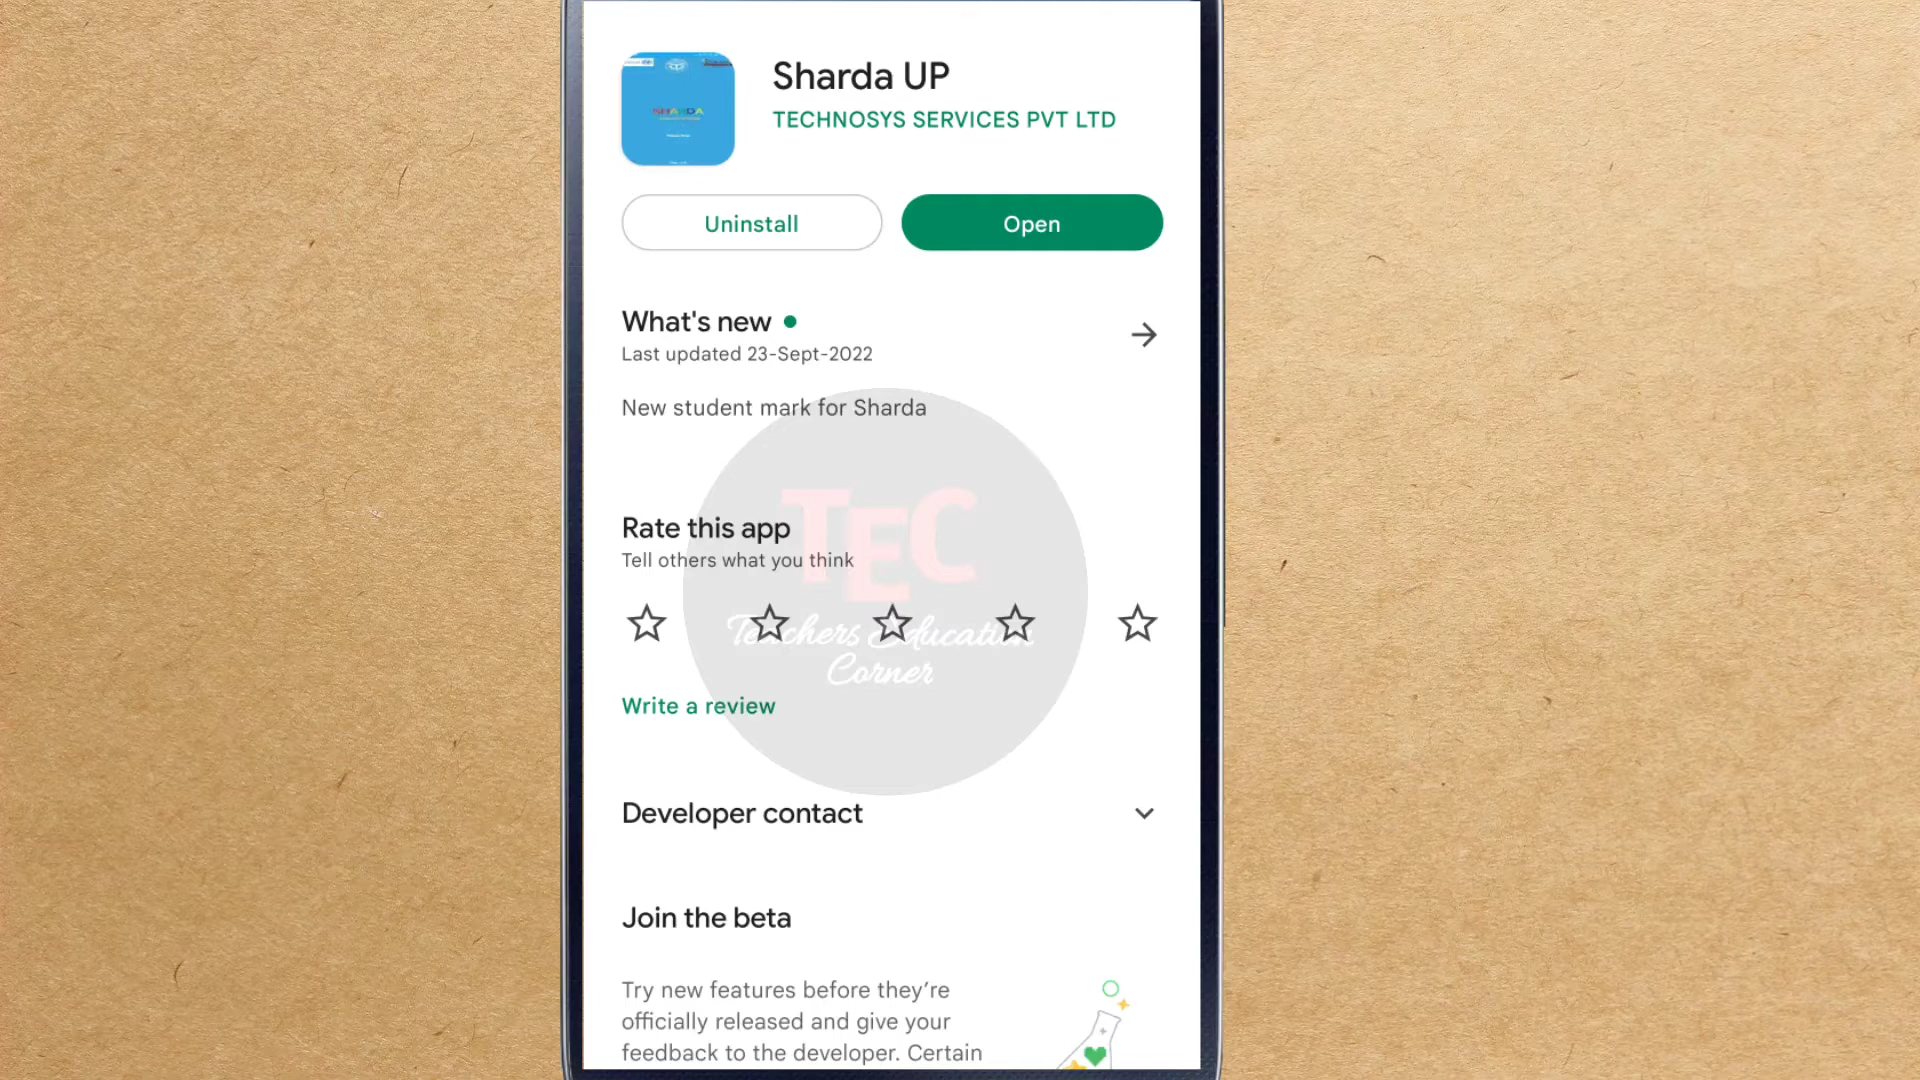 SHARDA
Sharda UP
TECHNOSYS SERVICES PVT LTD
Uninstall
Open
What's new
Last updated 23-Sept-2022
New student mark for Sharda
TEC
Rate this app
Tell others what you think
Teachers Education
Corner
Write a review
Developer contact
Join the beta
Try new features before they’re
officially released and give your
feedback to the developer. Certain